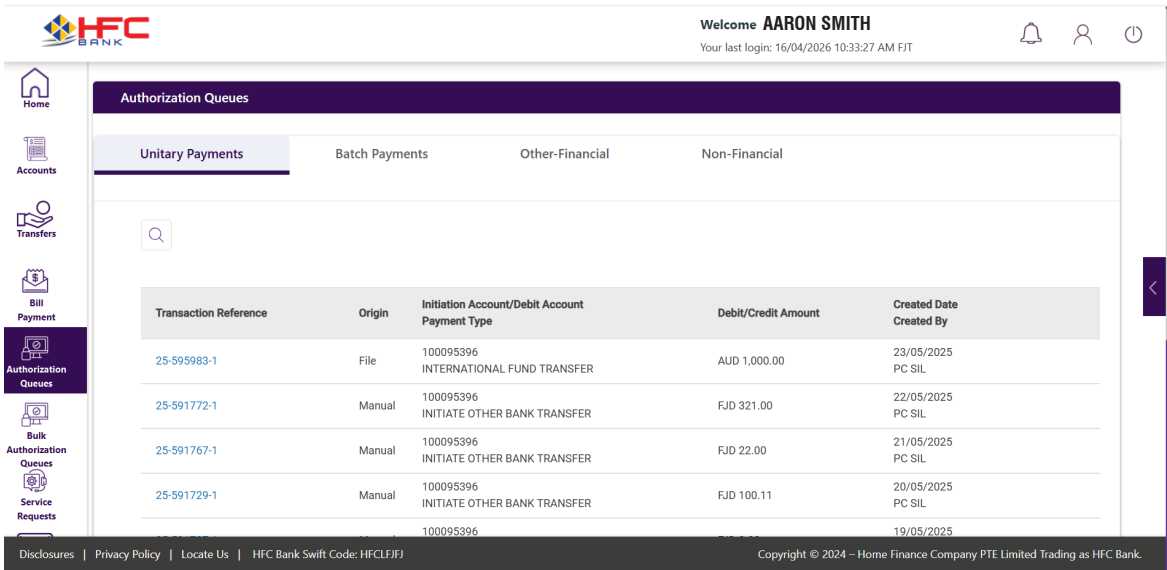 HFC
BANK
Welcome AARON SMITH
Your last login: 16/04/2026 10:33:27 AM FJT
Home
Accounts
Transfers
Bill
Payment
Authorization
Queues
Bulk
Authorization
Queues
Service
Requests
Authorization Queues
Unitary Payments Batch Payments Other-Financial Non-Financial
Transaction Reference Origin Initiation Account/Debit Account Payment Type Debit/Credit Amount Created Date Created By
25-595983-1 File 100095396 INTERNATIONAL FUND TRANSFER AUD 1,000.00 23/05/2025 PC SIL
25-591772-1 Manual 100095396 INITIATE OTHER BANK TRANSFER FJD 321.00 22/05/2025 PC SIL
25-591767-1 Manual 100095396 INITIATE OTHER BANK TRANSFER FJD 22.00 21/05/2025 PC SIL
25-591729-1 Manual 100095396 INITIATE OTHER BANK TRANSFER FJD 100.11 20/05/2025 PC SIL
100095396 19/05/2025
Disclosures | Privacy Policy | Locate Us | HFC Bank Swift Code: HFCLFJFJ
Copyright © 2024 – Home Finance Company PTE Limited Trading as HFC Bank.